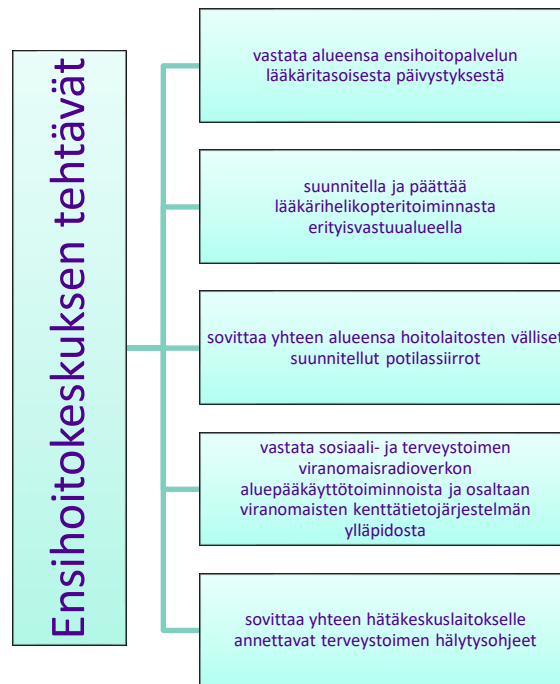 Ensihoitokeskuksen tehtävät
vastata alueensa ensihoitopalvelun
lääkäritasoisesta päivystyksestä
suunnitella ja päättää
lääkärihelikopteritoiminnasta
erityisvastuualueella
sovittaa yhteen alueensa hoitolaitosten väliset
suunnitellut potilassiirrot
vastata sosiaali- ja terveystoimen
viranomaisradioverkon
aluepääkäyttötoiminnoista ja osaltaan
viranomaisten kenttätietojärjestelmän
ylläpidosta
sovittaa yhteen hätäkeskuslaitokselle
annettavat terveystoimen hälytysohjeet